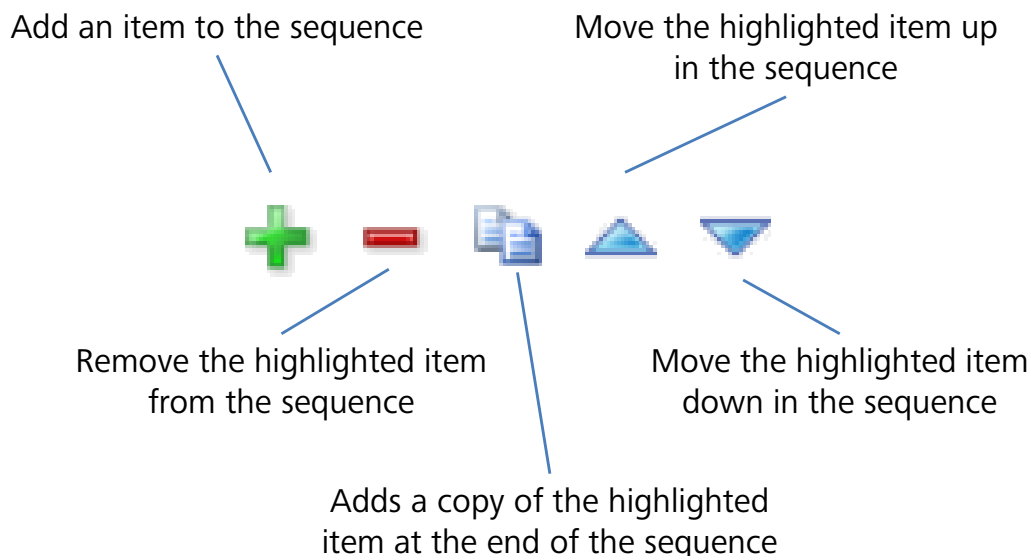 Add an item to the sequence
Move the highlighted item up
in the sequence
Remove the highlighted item
from the sequence
Move the highlighted item
down in the sequence
Adds a copy of the highlighted
item at the end of the sequence